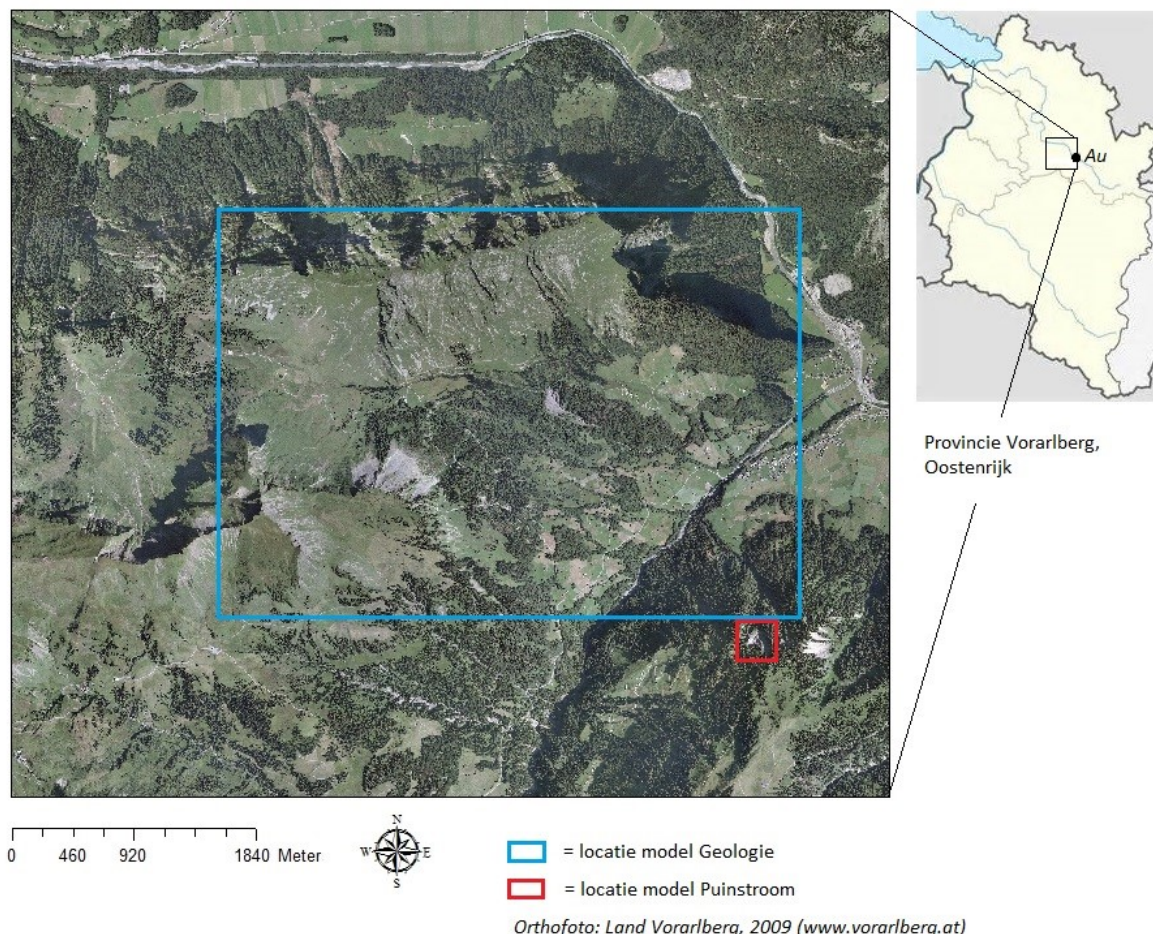 Au
Provincie Vorarlberg,
Oostenrijk
0 460 920 1840 Meter
N
W E
S
= locatie model Geologie
= locatie model Puinstroom
Orthofoto: Land Vorarlberg, 2009 (www.vorarlberg.at)